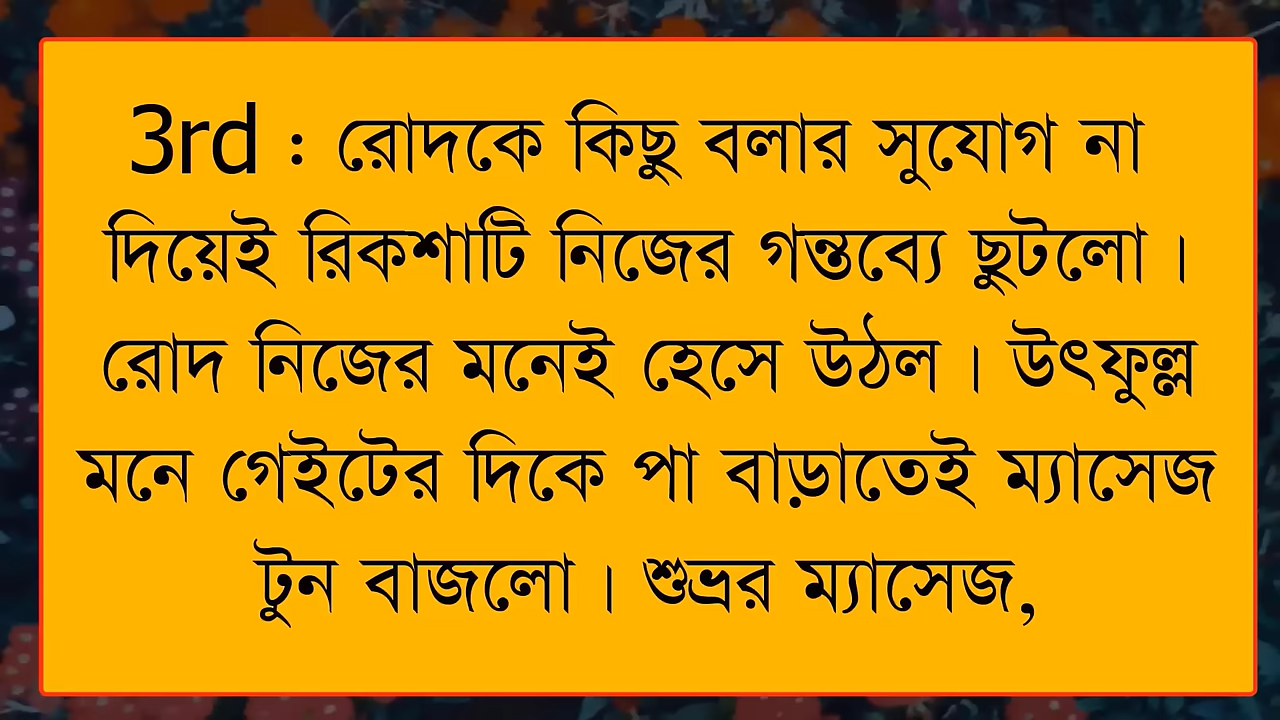 3rd : রোদকে কিছু বলার সুযোগ না
দিয়েই রিকশাটি নিজের গন্তব্যে ছুটলো।
রোদ নিজের মনেই হেসে উঠল। উৎফুল্ল
মনে গেইটের দিকে পা বাড়াতেই ম্যাসেজ
টুন বাজলো। শুভ্রর ম্যাসেজ,